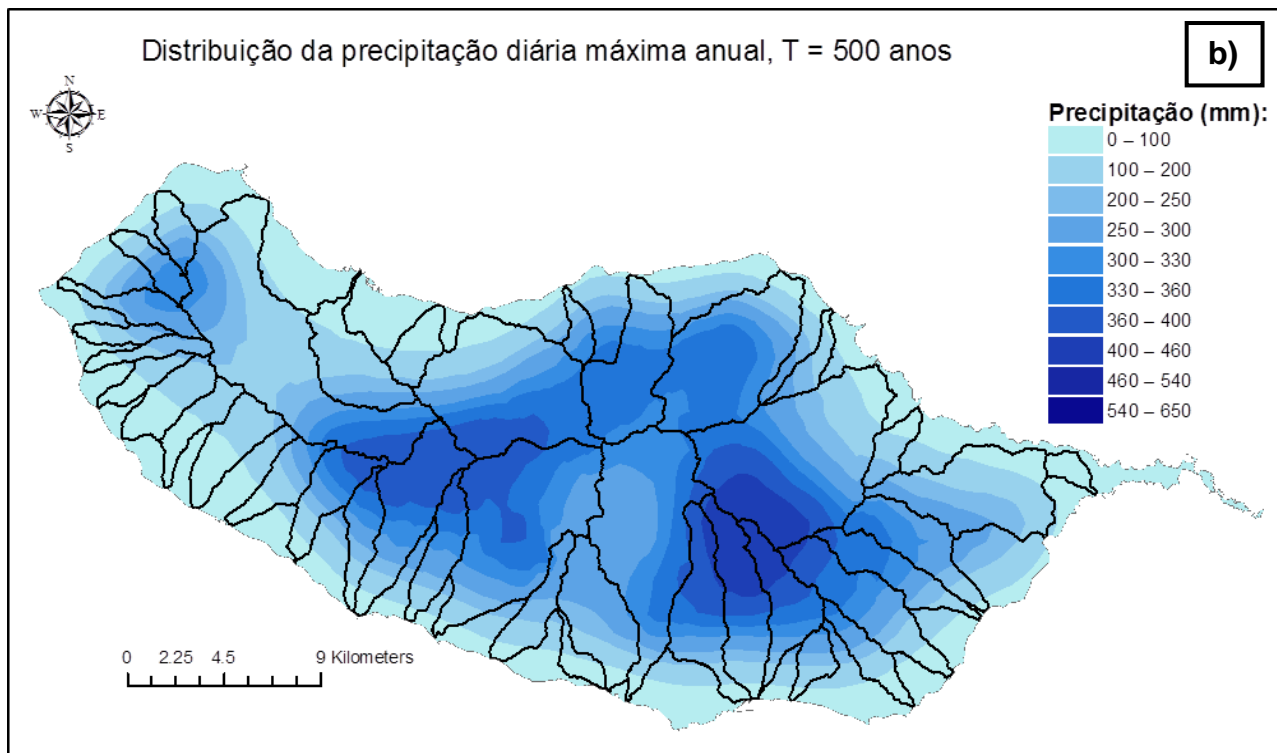 Distribuição da precipitação diária máxima anual, T = 500 anos
b)
N
W E
S
Precipitação (mm):
0 – 100
100 – 200
200 – 250
250 – 300
300 – 330
330 – 360
360 – 400
400 – 460
460 – 540
540 – 650
0 2.25 4.5 9 Kilometers